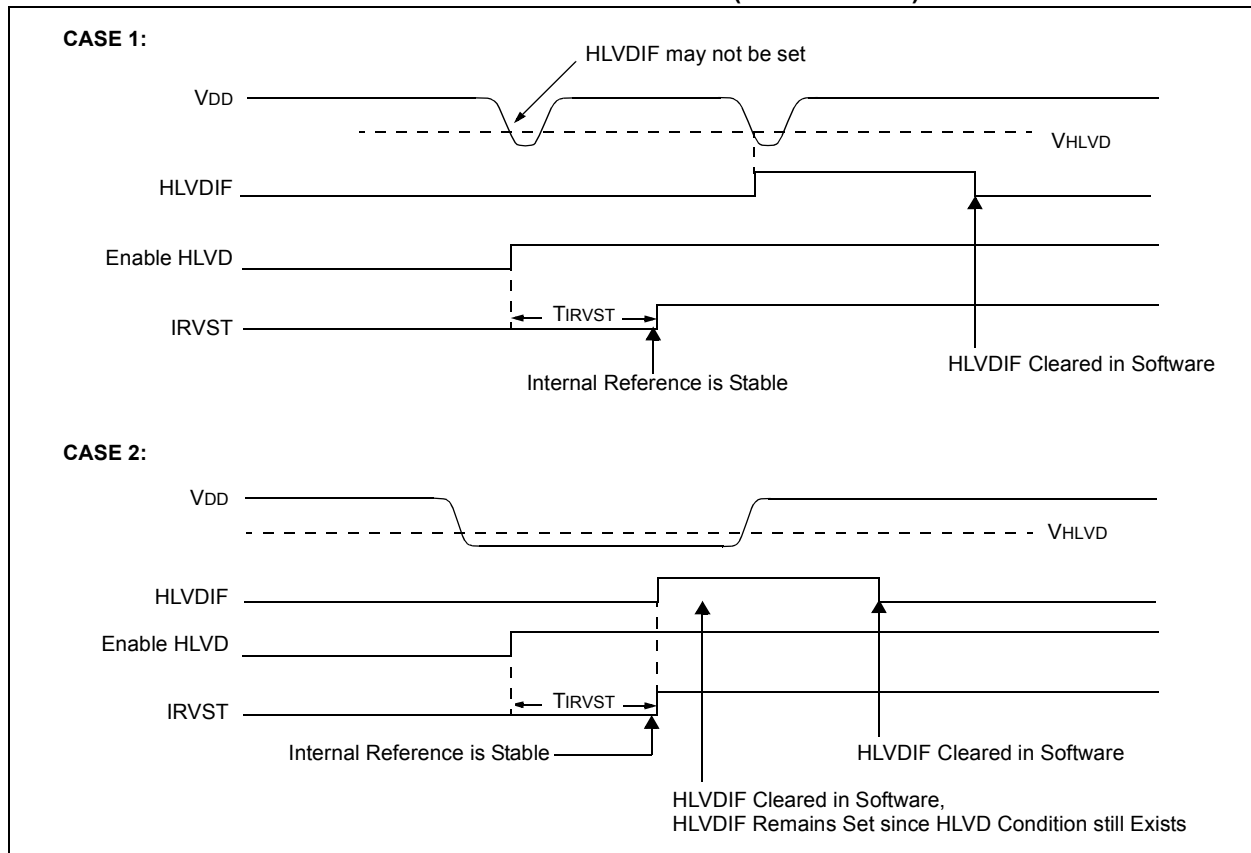 CASE 1:
HLVDIF may not be set
VDD
VHLVD
HLVDIF
Enable HLVD
TIRVST
IRVST
HLVDIF Cleared in Software
Internal Reference is Stable
CASE 2:
VDD
VHLVD
HLVDIF
Enable HLVD
TIRVST
IRVST
Internal Reference is Stable
HLVDIF Cleared in Software
HLVDIF Cleared in Software,
HLVDIF Remains Set since HLVD Condition still Exists